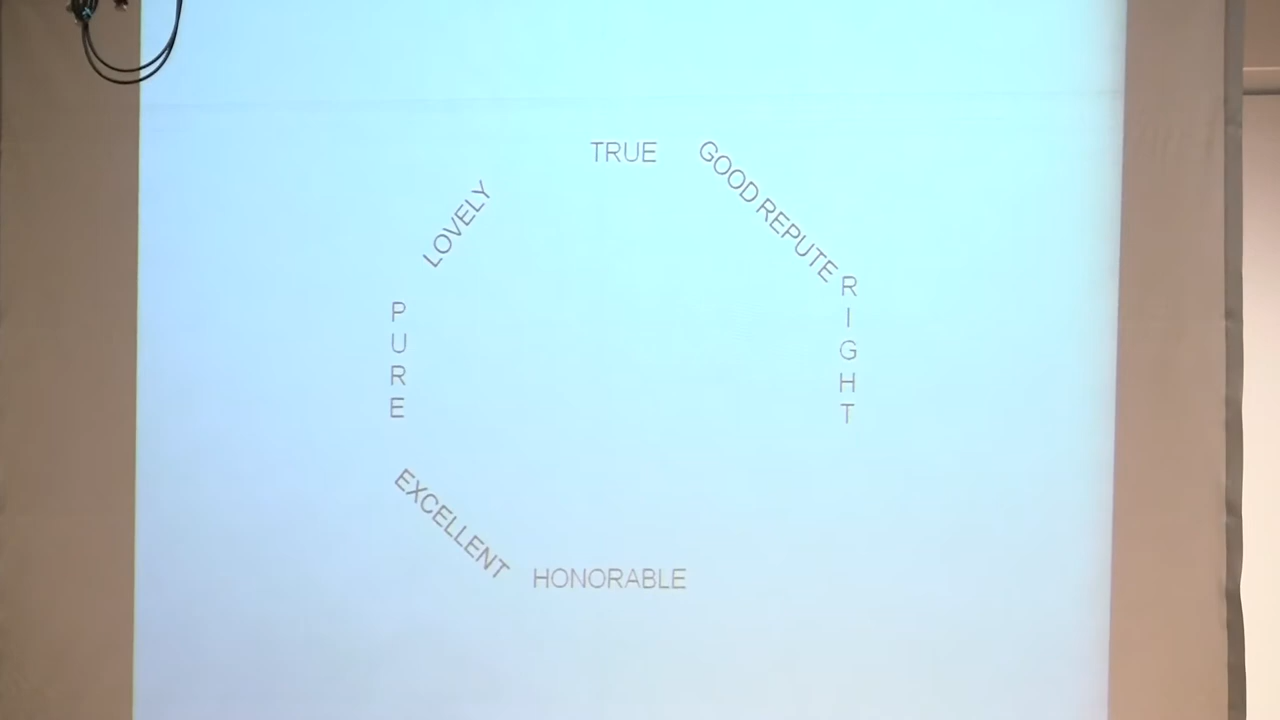 TRUE
GOOD REPUTE
RIGHT
HONORABLE
EXCELLENT
PURE
LOVELY